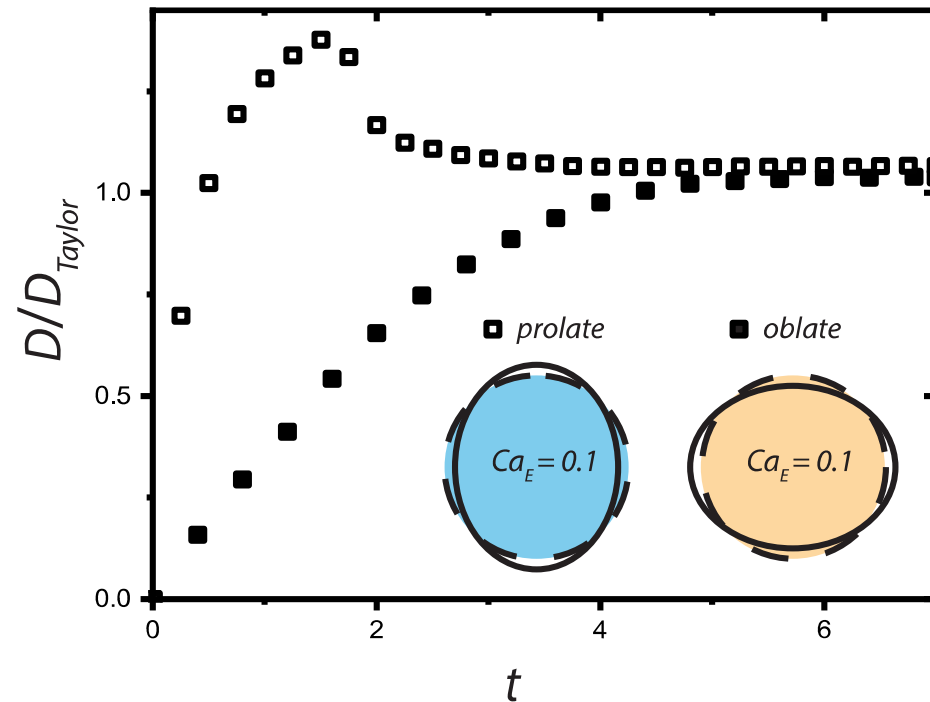 D/D_Taylor
1.0
0.5
0.0
prolate
oblate
Ca_E = 0.1
Ca_E = 0.1
0
2
4
6
t